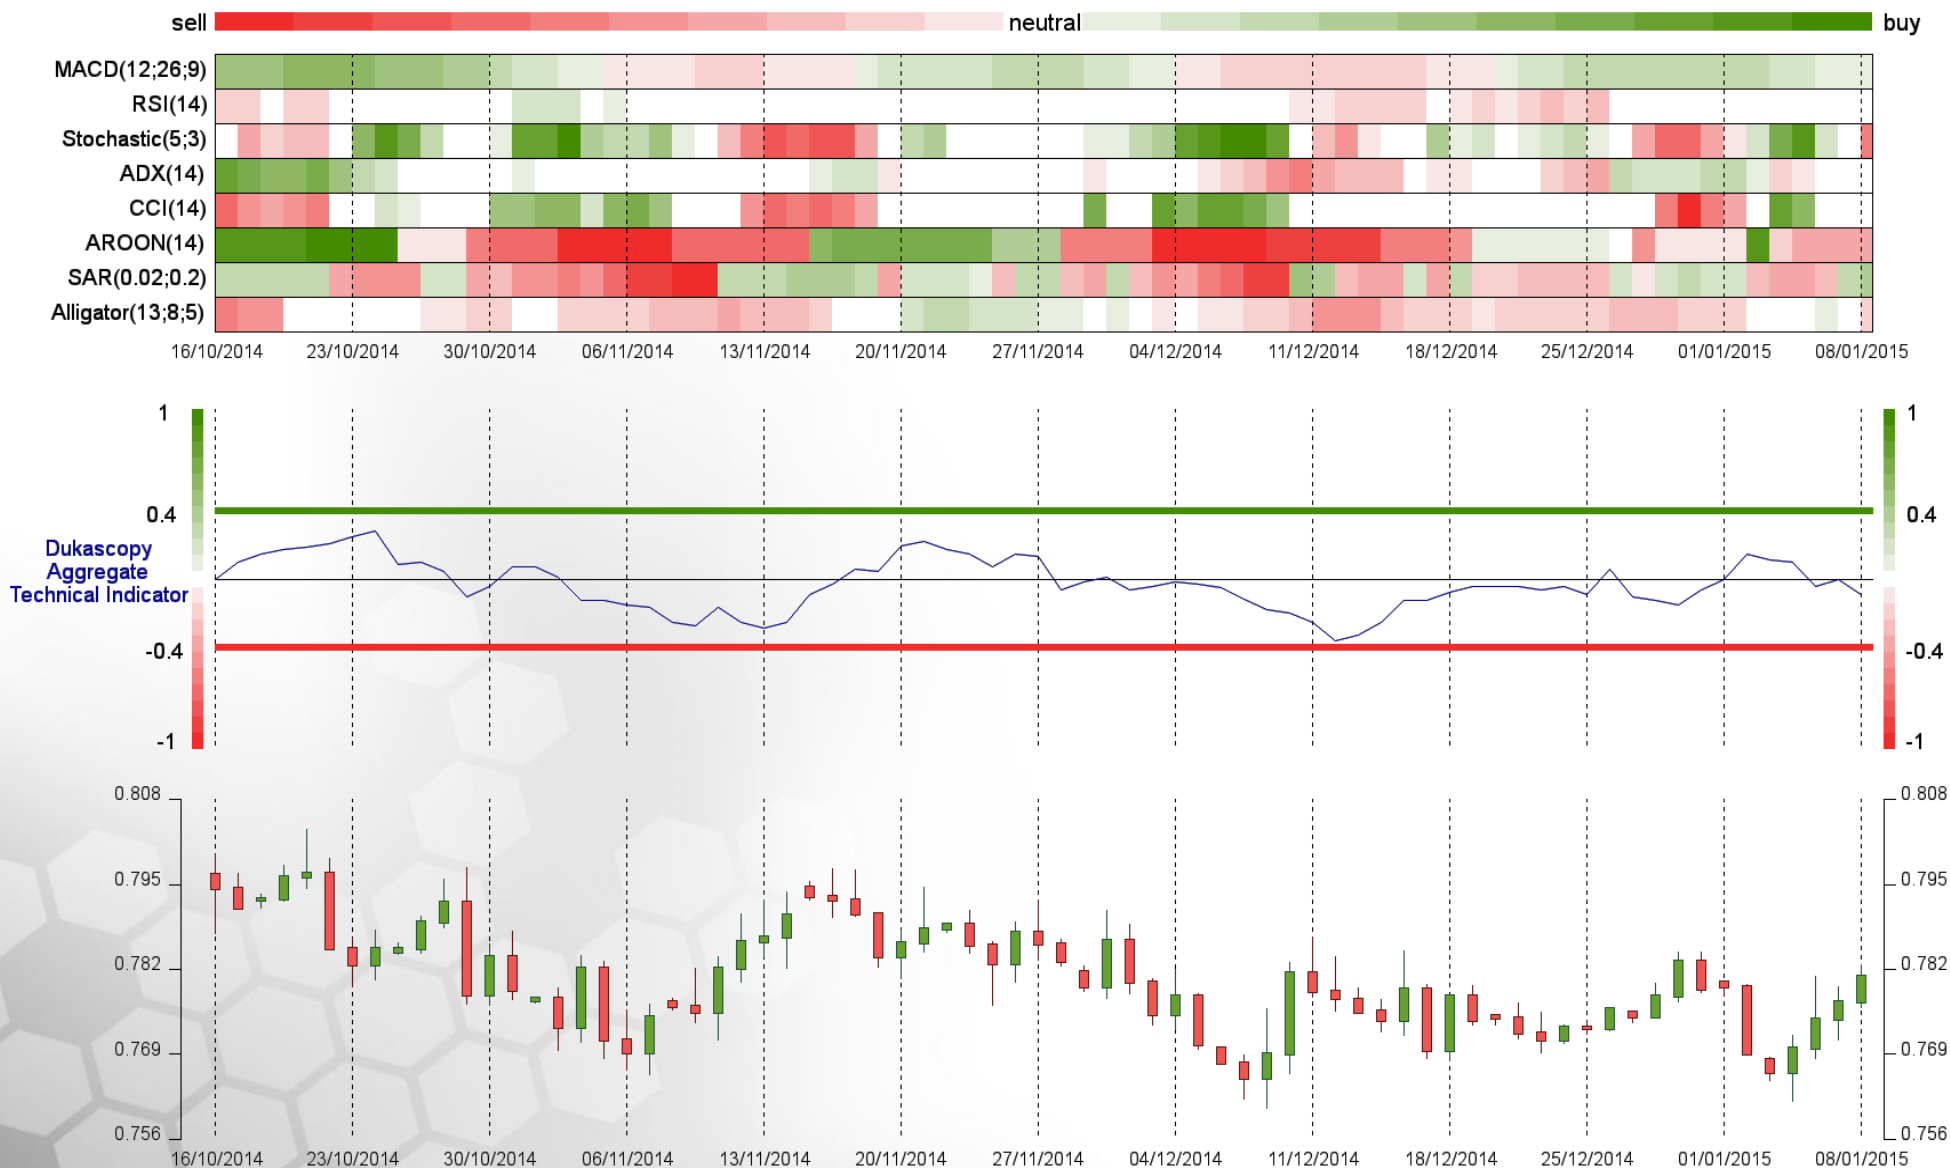 sell neutral buy
MACD(12;26;9)
RSI(14)
Stochastic(5;3)
ADX(14)
CCI(14)
AROON(14)
SAR(0.02;0.2)
Alligator(13;8;5)
16/10/2014 23/10/2014 30/10/2014 06/11/2014 13/11/2014 20/11/2014 27/11/2014 04/12/2014 11/12/2014 18/12/2014 25/12/2014 01/01/2015 08/01/2015
1 1
0.4 0.4
Dukascopy
Aggregate
Technical Indicator
-0.4 -0.4
-1 -1
0.808 0.808
0.795 0.795
0.782 0.782
0.769 0.769
0.756 0.756
16/10/2014 23/10/2014 30/10/2014 06/11/2014 13/11/2014 20/11/2014 27/11/2014 04/12/2014 11/12/2014 18/12/2014 25/12/2014 01/01/2015 08/01/2015